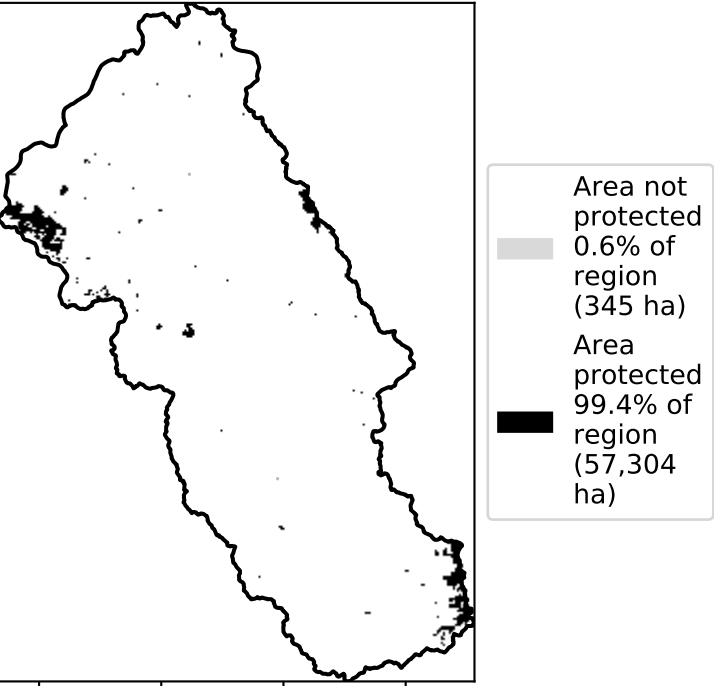 Area not
protected
0.6% of
region
(345 ha)
Area
protected
99.4% of
region
(57,304
ha)